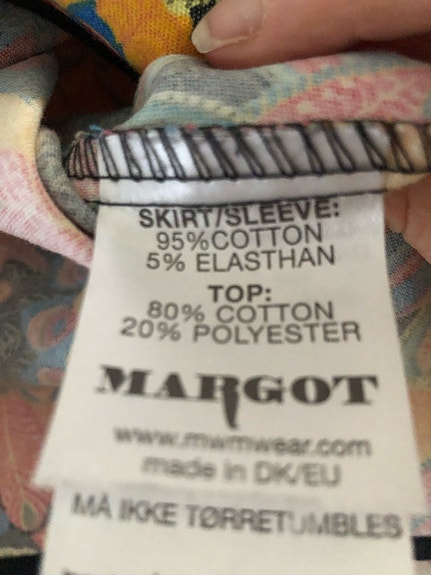 SKIRT/SLEEVE:
95%COTTON
5% ELASTHAN
TOP:
80% COTTON
20% POLYESTER
MARGOT
www.mwmwear.com
made in DK/EU
MÅ IKKE TØRRETUMBLES